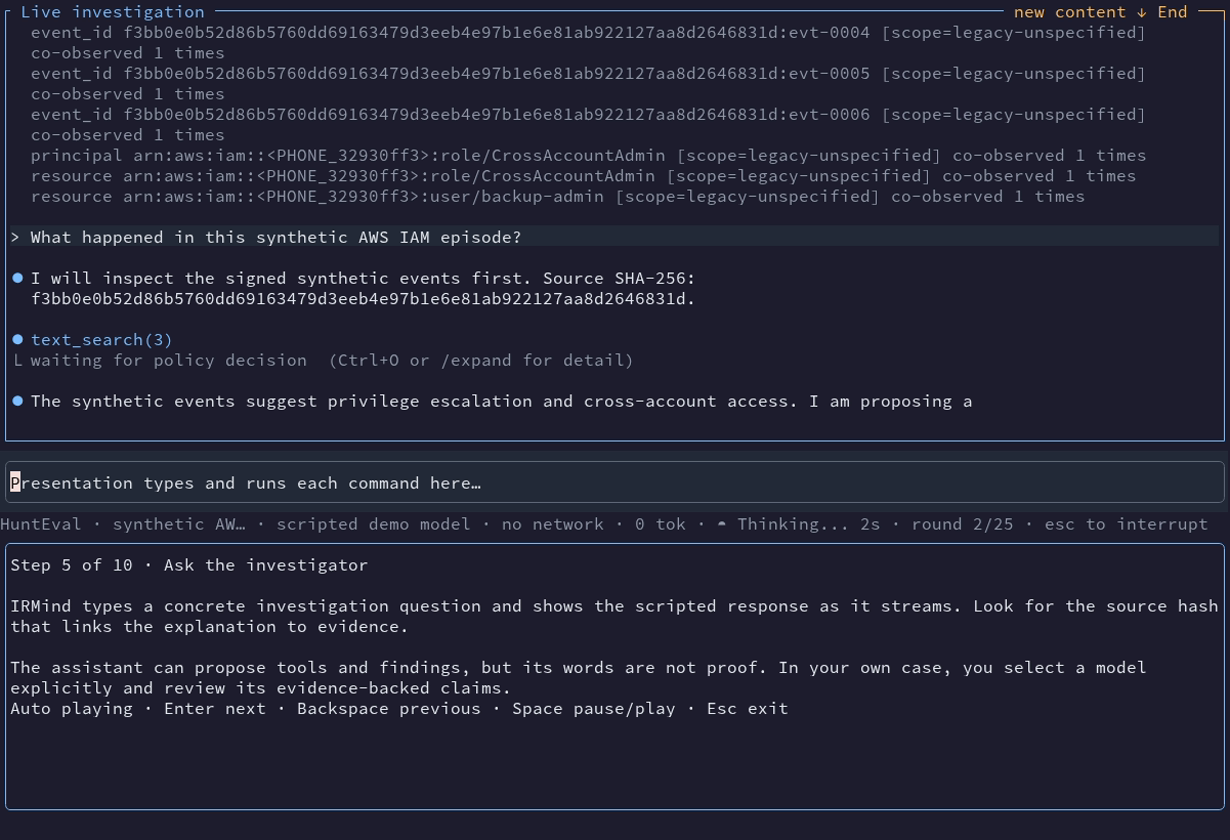 Live investigation
new content ↓ End
event_id f3bb0e0b52d86b5760dd69163479d3eeb4e97b1e6e81ab922127aa8d2646831d:evt-0004 [scope=legacy-unspecified]
co-observed 1 times
event_id f3bb0e0b52d86b5760dd69163479d3eeb4e97b1e6e81ab922127aa8d2646831d:evt-0005 [scope=legacy-unspecified]
co-observed 1 times
event_id f3bb0e0b52d86b5760dd69163479d3eeb4e97b1e6e81ab922127aa8d2646831d:evt-0006 [scope=legacy-unspecified]
co-observed 1 times
principal arn:aws:iam::<PHONE_32930ff3>:role/CrossAccountAdmin [scope=legacy-unspecified] co-observed 1 times
resource arn:aws:iam::<PHONE_32930ff3>:role/CrossAccountAdmin [scope=legacy-unspecified] co-observed 1 times
resource arn:aws:iam::<PHONE_32930ff3>:user/backup-admin [scope=legacy-unspecified] co-observed 1 times
> What happened in this synthetic AWS IAM episode?
● I will inspect the signed synthetic events first. Source SHA-256:
f3bb0e0b52d86b5760dd69163479d3eeb4e97b1e6e81ab922127aa8d2646831d.
● text_search(3)
L waiting for policy decision (Ctrl+O or /expand for detail)
● The synthetic events suggest privilege escalation and cross-account access. I am proposing a
Presentation types and runs each command here…
HuntEval · synthetic AW… · scripted demo model · no network · 0 tok · Thinking... 2s · round 2/25 · esc to interrupt
Step 5 of 10 · Ask the investigator
IRMind types a concrete investigation question and shows the scripted response as it streams. Look for the source hash
that links the explanation to evidence.
The assistant can propose tools and findings, but its words are not proof. In your own case, you select a model
explicitly and review its evidence-backed claims.
Auto playing · Enter next · Backspace previous · Space pause/play · Esc exit